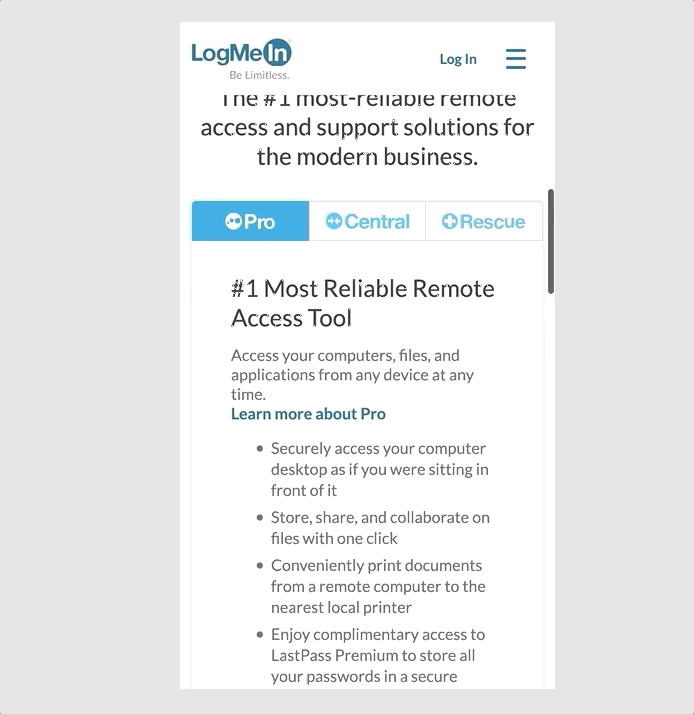 LogMeIn
Be Limitless.
Log In
The #1 most-reliable remote
access and support solutions for
the modern business.
Pro
Central
Rescue
#1 Most Reliable Remote
Access Tool
Access your computers, files, and
applications from any device at any
time.
Learn more about Pro
• Securely access your computer
desktop as if you were sitting in
front of it
• Store, share, and collaborate on
files with one click
• Conveniently print documents
from a remote computer to the
nearest local printer
• Enjoy complimentary access to
LastPass Premium to store all
your passwords in a secure